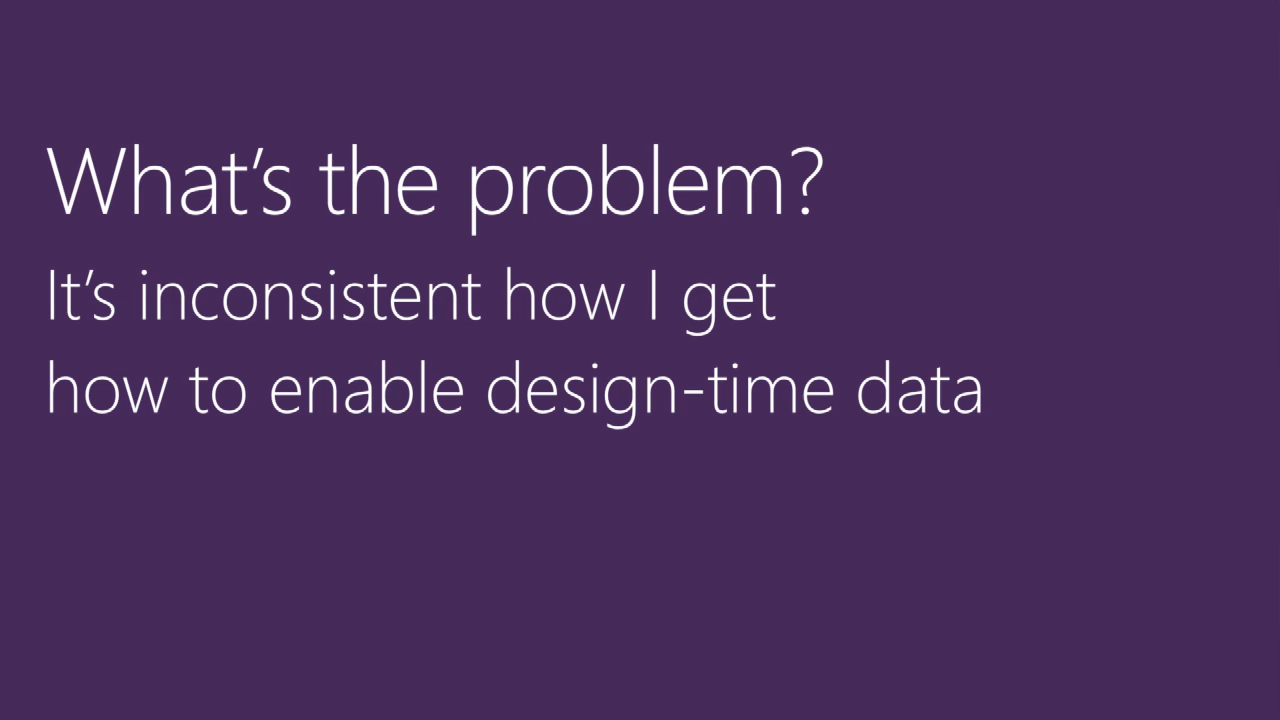 What’s the problem?
It’s inconsistent how I get
how to enable design-time data